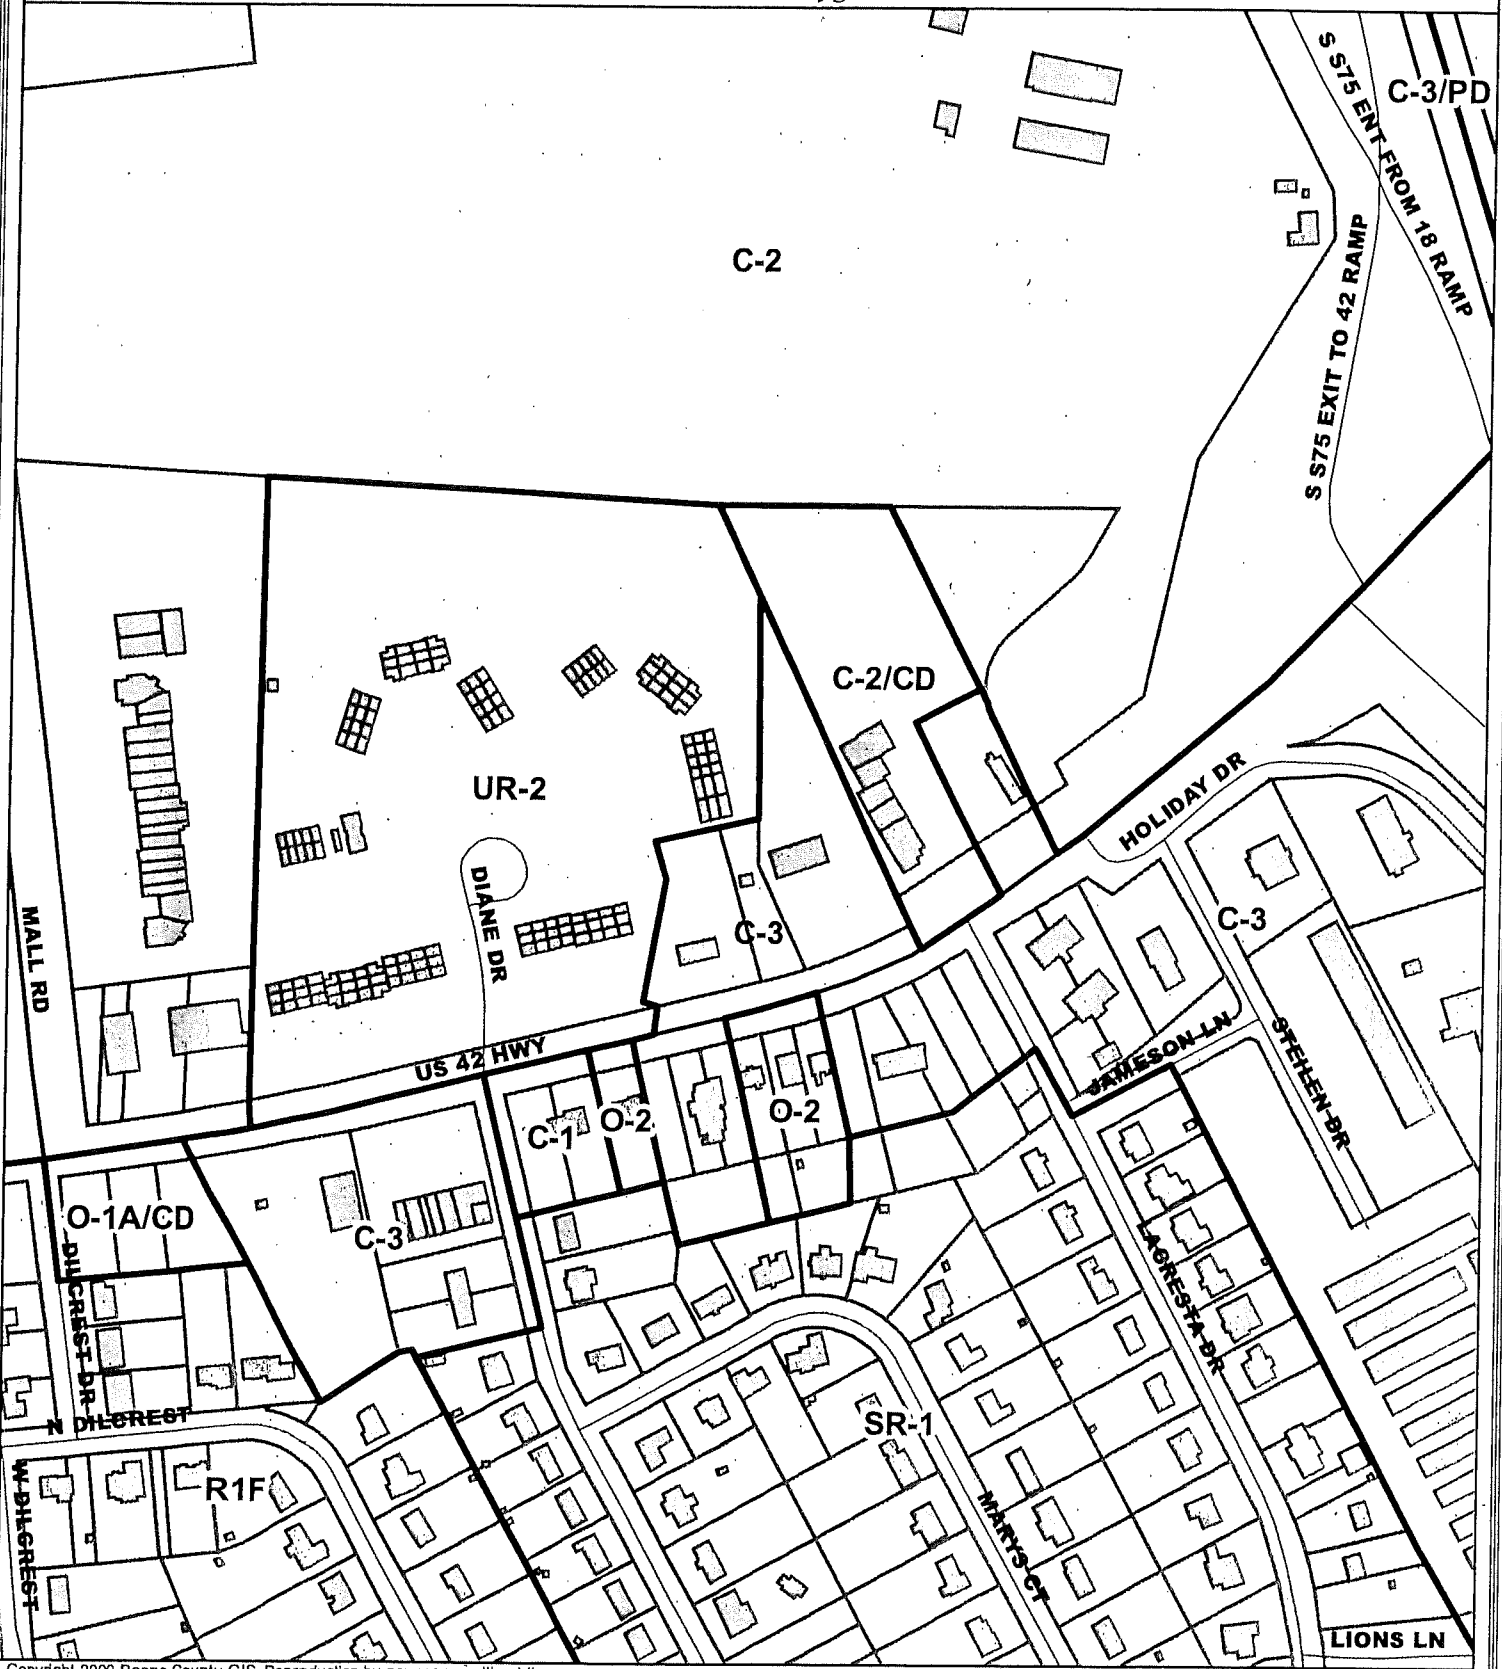 S S75 ENT FROM 18 RAMP
C-3/PD
C-2
S S75 EXIT TO 42 RAMP
C-2/CD
UR-2
HOLIDAY DR
DIANE DR
MALL RD
C-3
C-3
US 42 HWY
JAMESON LN
STEHLEN DR
C-1
O-2
O-2
O-1A/CD
C-3
DILCREST DR
LACRESTA DR
N DILCREST
SR-1
R1F
W DILCREST
MARYS CT
LIONS LN